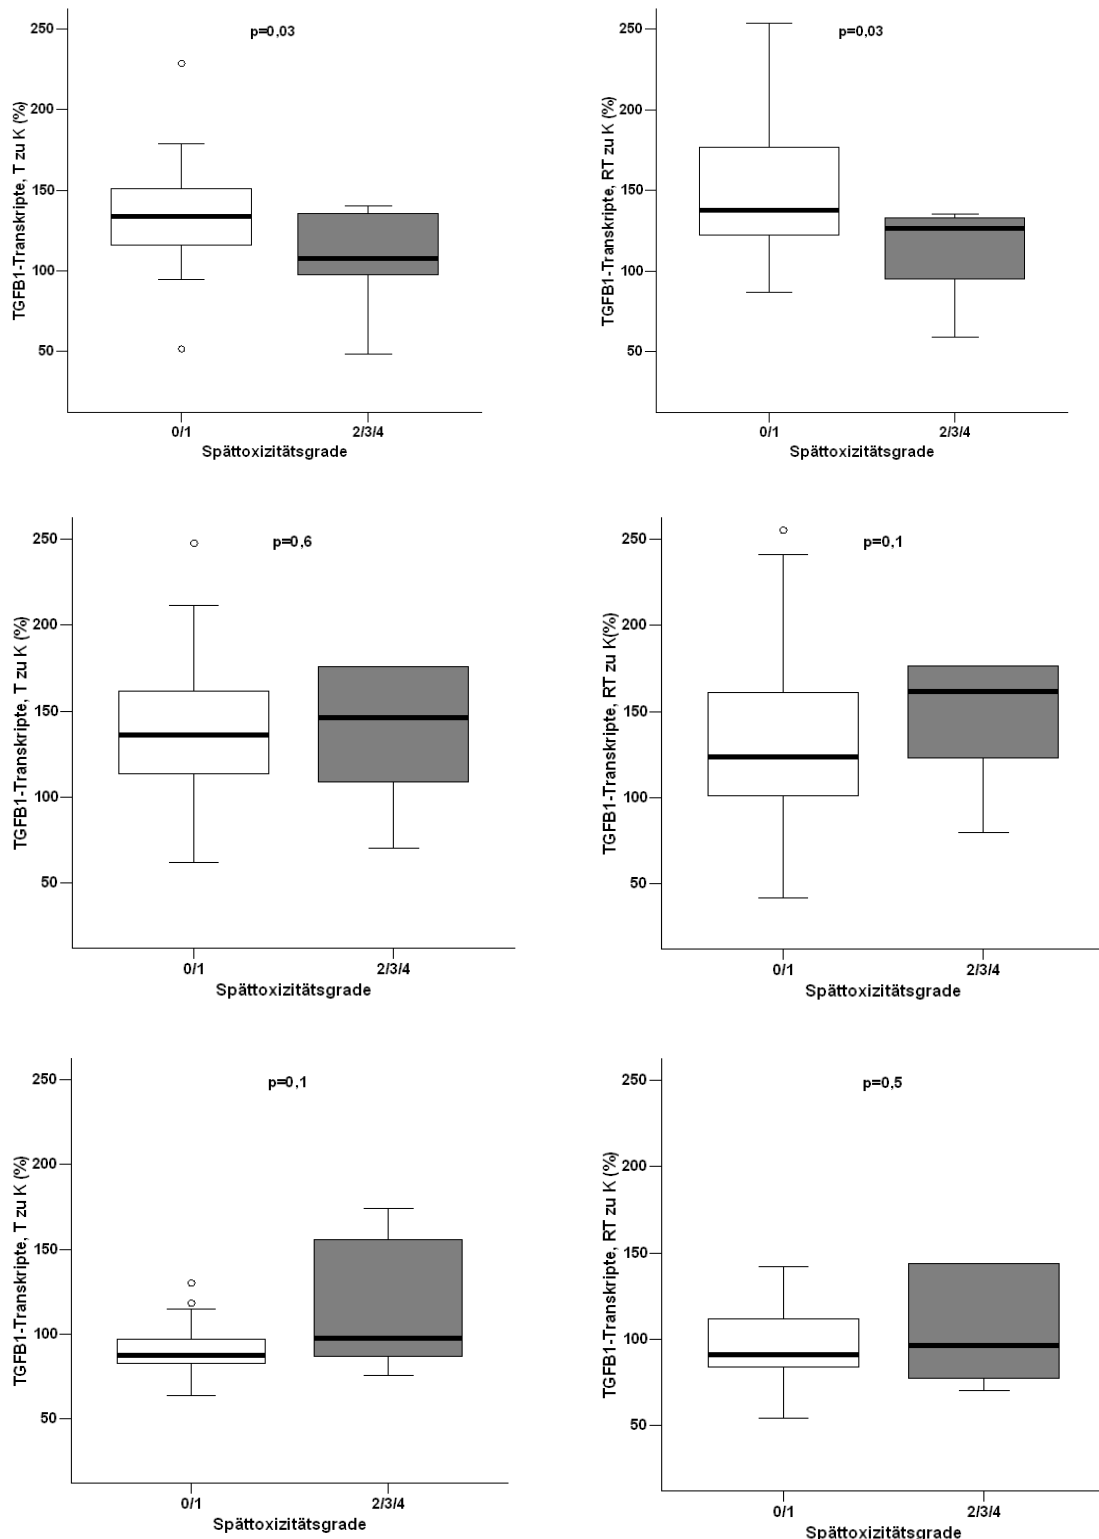 p=0,03
TGFB1-Transkripte, T zu K (%)
250
200
150
100
50
0/1
2/3/4
Spättoxizitätsgrade
p=0,03
TGFB1-Transkripte, RT zu K (%)
250
200
150
100
50
0/1
2/3/4
Spättoxizitätsgrade
p=0,6
TGFB1-Transkripte, T zu K (%)
250
200
150
100
50
0/1
2/3/4
Spättoxizitätsgrade
p=0,1
TGFB1-Transkripte, RT zu K(%)
250
200
150
100
50
0/1
2/3/4
Spättoxizitätsgrade
p=0,1
TGFB1-Transkripte, T zu K (%)
250
200
150
100
50
0/1
2/3/4
Spättoxizitätsgrade
p=0,5
TGFB1-Transkripte, RT zu K (%)
250
200
150
100
50
0/1
2/3/4
Spättoxizitätsgrade